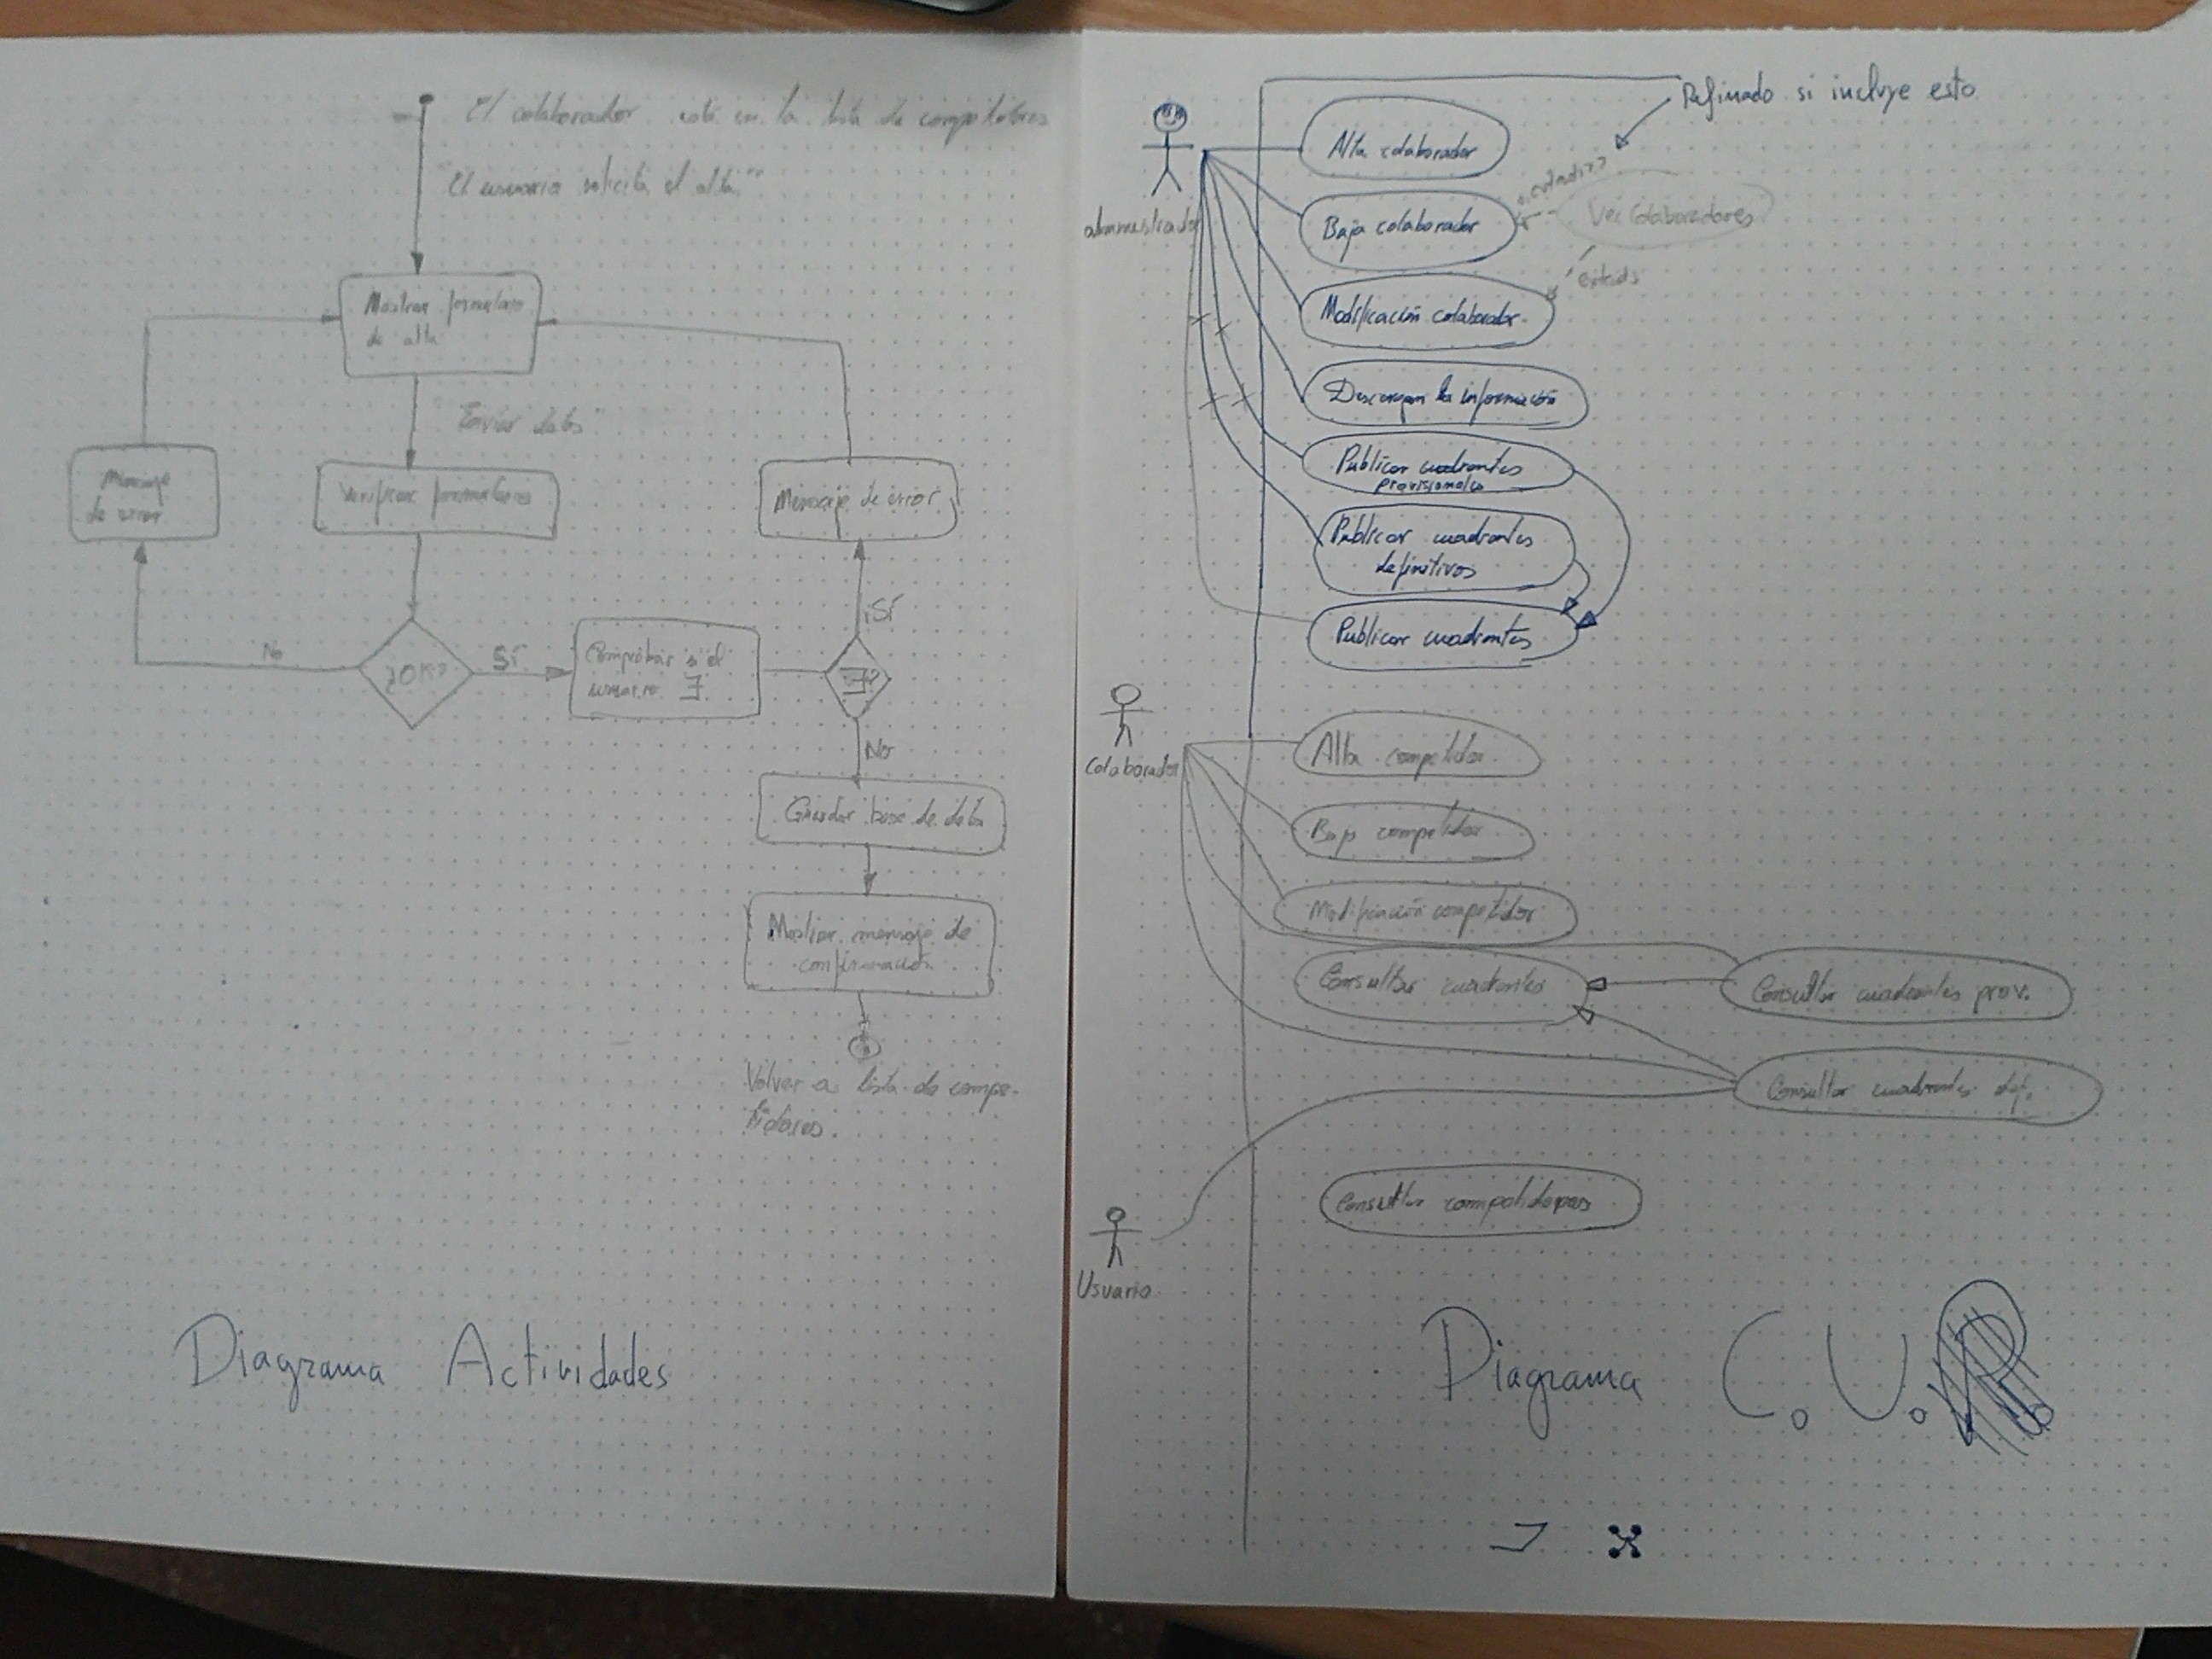 El colaborador está en la lista de competidores
"El usuario solicita el alta"
Mostrar formulario
de alta
"Enviar datos"
Mensaje
de error
Verificar formulario
Mensaje de error
¿OK?
No
SÍ
Comprobar si el
usuario ∃
∃?
SÍ
No
Guardar base de datos
Mostrar mensaje de
confirmación
Volver a lista de compe-
tidores.
Diagrama Actividades
Refinado si incluye esto
administrador
Alta colaborador
Baja colaborador
Ver Colaboradores
extends
Modificación colaborador
Descargar la información
Publicar cuadrantes
provisionales
Publicar cuadrantes
definitivos
Publicar cuadrantes
Colaborador
Alta competidor
Baja competidor
Modificación competidor
Consultar cuadrantes
Consultar cuadrantes prov.
Consultar cuadrantes def.
Consultar competidores
Usuario
Diagrama C.U.